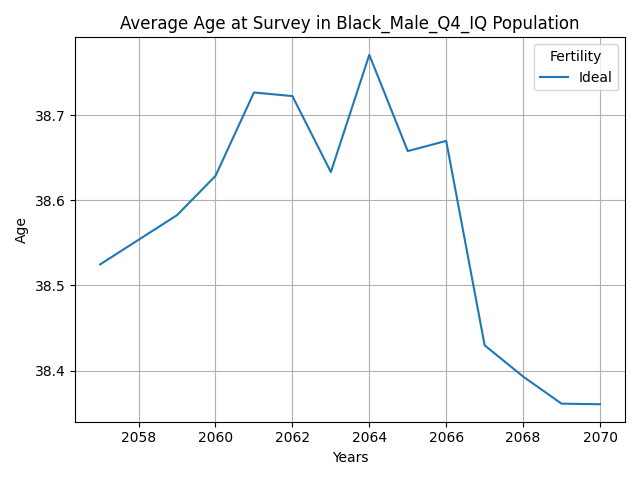 Average Age at Survey in Black_Male_Q4_IQ Population
Fertility
Ideal
38.7
38.6
38.5
38.4
Age
2058 2060 2062 2064 2066 2068 2070
Years